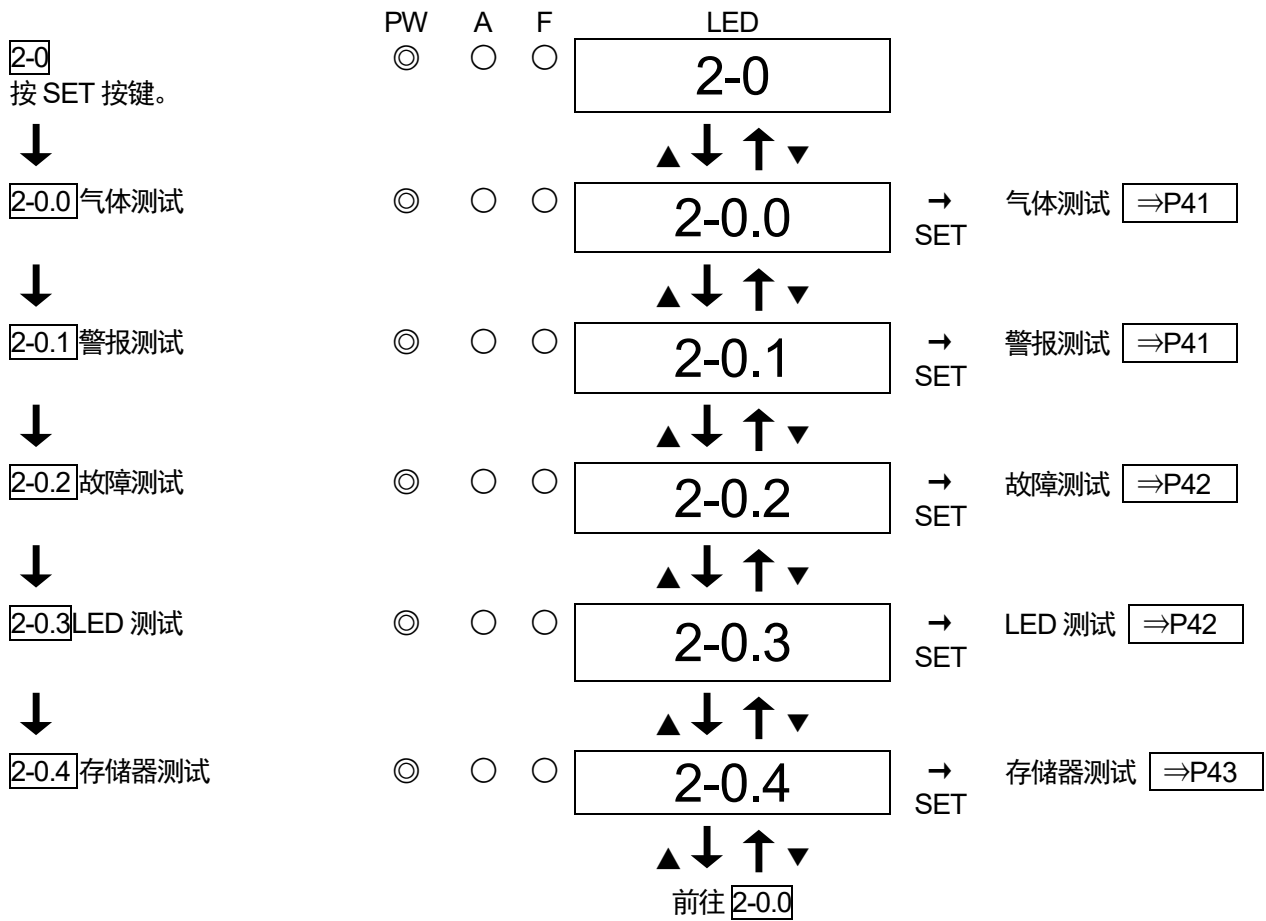 PW A F LED
2-0 ◎ ○ ○ 2-0
按 SET 按键。
↓ ▲↓↑▼
2-0.0 气体测试 ◎ ○ ○ 2-0.0 → 气体测试 ⇒P41
SET
↓ ▲↓↑▼
2-0.1 警报测试 ◎ ○ ○ 2-0.1 → 警报测试 ⇒P41
SET
↓ ▲↓↑▼
2-0.2 故障测试 ◎ ○ ○ 2-0.2 → 故障测试 ⇒P42
SET
↓ ▲↓↑▼
2-0.3 LED 测试 ◎ ○ ○ 2-0.3 → LED 测试 ⇒P42
SET
↓ ▲↓↑▼
2-0.4 存储器测试 ◎ ○ ○ 2-0.4 → 存储器测试 ⇒P43
SET
▲↓↑▼
前往 2-0.0